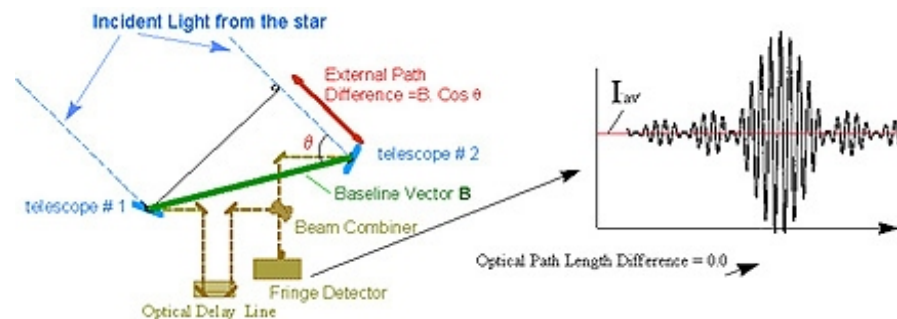 Incident Light from the star
External Path
Difference =B. Cos θ
θ
telescope # 2
Baseline Vector B
telescope # 1
Beam Combiner
Fringe Detector
Optical Delay Line
I av
Optical Path Length Difference = 0.0